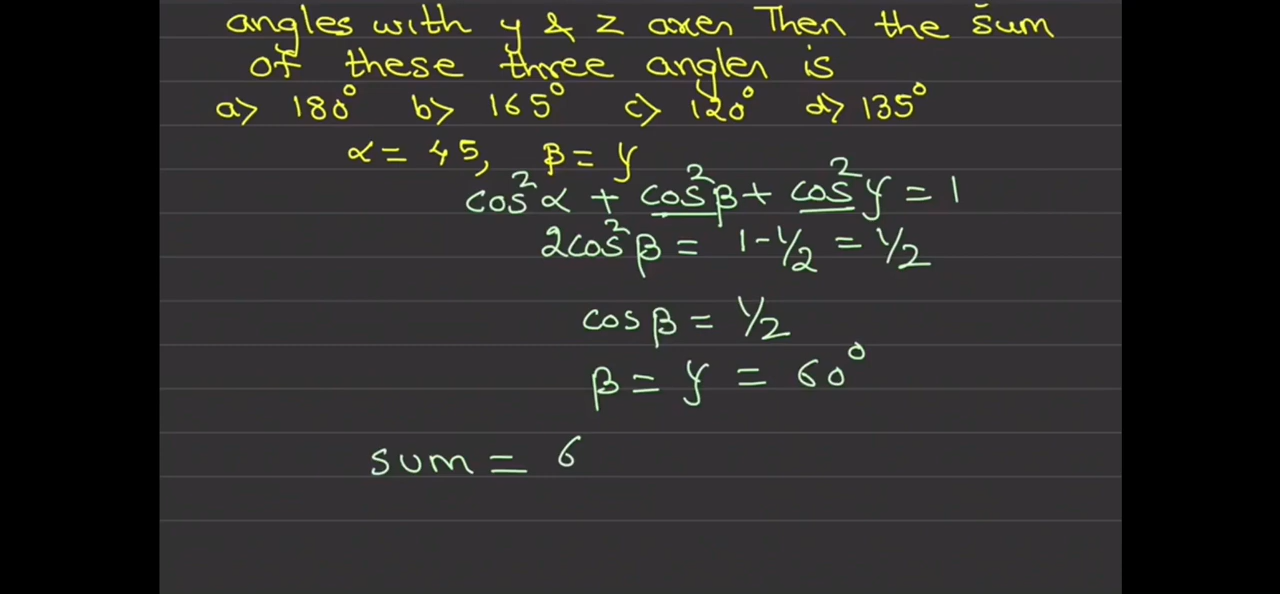 angles with y & z axes Then the sum
of these three angles is
a> 180° b> 165° c> 120° d> 135°
α = 45, β = γ
cos²α + cos²β + cos²γ = 1
2cos²β = 1 - 1/2 = 1/2
cos β = 1/2
β = γ = 60°
sum = 6